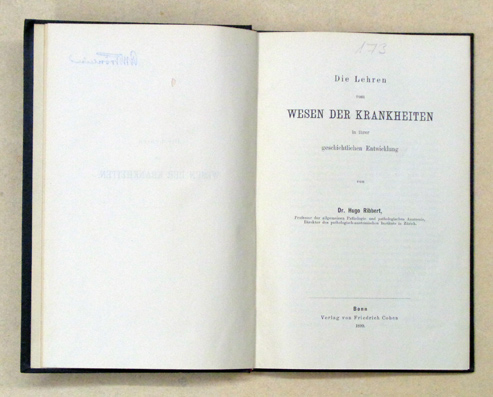 173
Die Lehren
vom
WESEN DER KRANKHEITEN
in ihrer
geschichtlichen Entwicklung
von
Dr. Hugo Ribbert,
Professor der allgemeinen Pathologie und pathologischen Anatomie,
Direktor des pathologisch-anatomischen Instituts in Zürich.
Bonn
Verlag von Friedrich Cohen
1899.